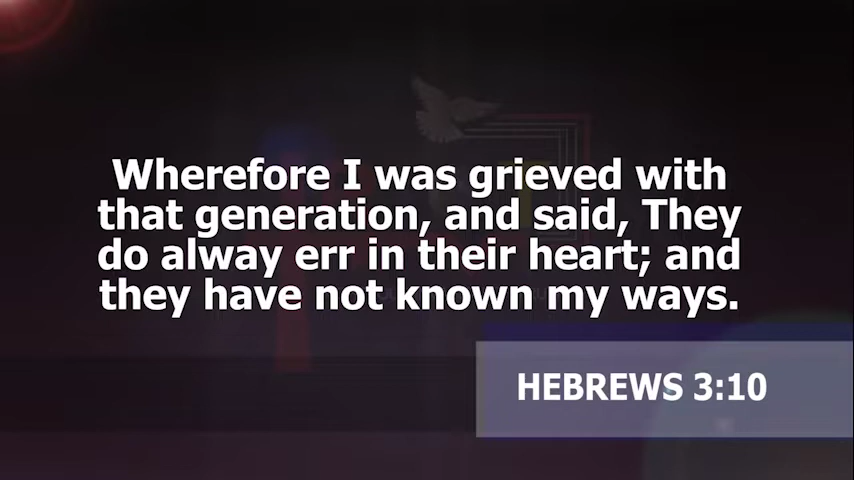 Wherefore I was grieved with
that generation, and said, They
do alway err in their heart; and
they have not known my ways.
HEBREWS 3:10